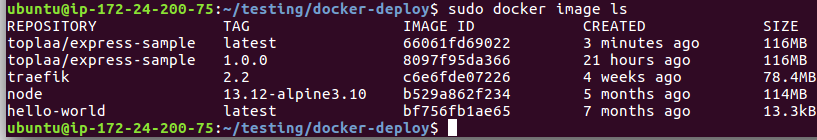 ubuntu@ip-172-24-200-75:~/testing/docker-deploy$ sudo docker image ls
REPOSITORY TAG IMAGE ID CREATED SIZE
toplaa/express-sample latest 66061fd69022 3 minutes ago 116MB
toplaa/express-sample 1.0.0 8097f95da366 21 hours ago 116MB
traefik 2.2 c6e6fde07226 4 weeks ago 78.4MB
node 13.12-alpine3.10 b529a862f234 5 months ago 114MB
hello-world latest bf756fb1ae65 7 months ago 13.3kB
ubuntu@ip-172-24-200-75:~/testing/docker-deploy$